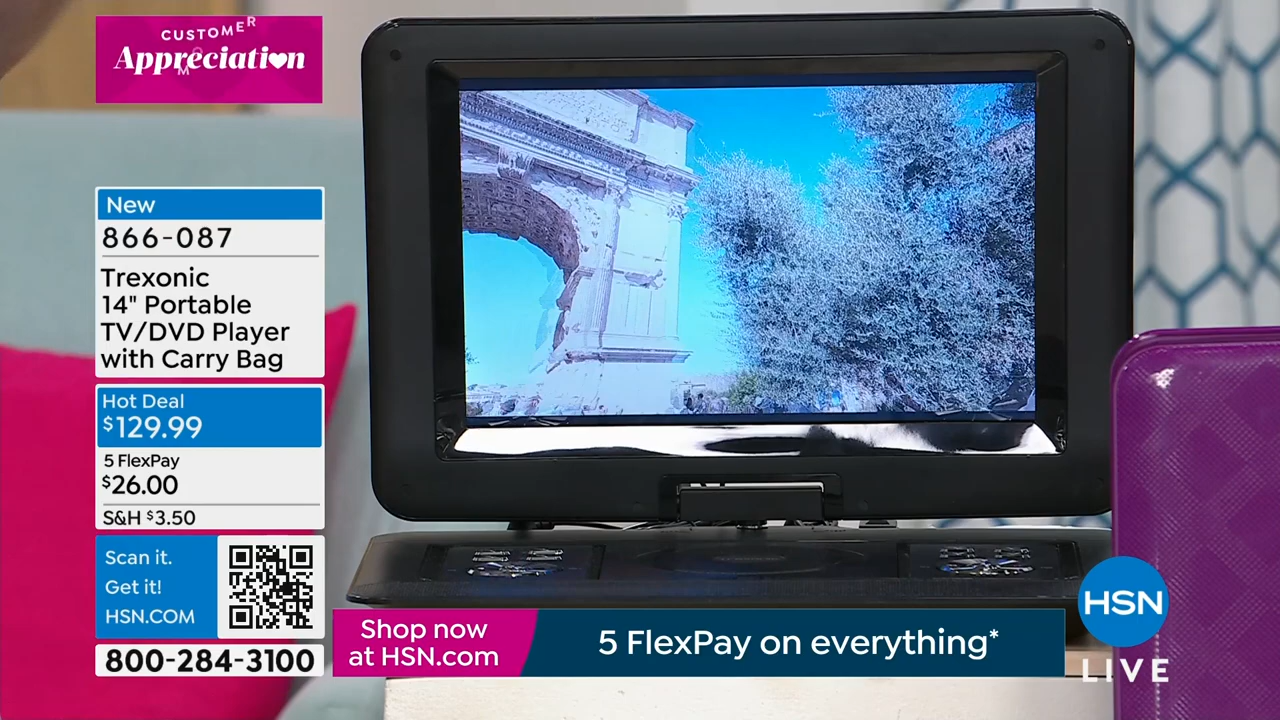 CUSTOMER
Appreciation
New
866-087
Trexonic
14" Portable
TV/DVD Player
with Carry Bag
Hot Deal
$129.99
5 FlexPay
$26.00
S&H $3.50
Scan it.
Get it!
HSN.COM
800-284-3100
Shop now
at HSN.com
5 FlexPay on everything*
HSN
LIVE